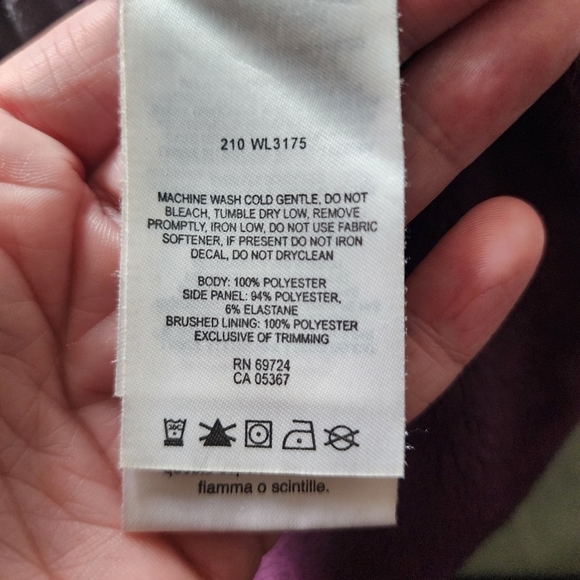 210 WL3175
MACHINE WASH COLD GENTLE, DO NOT
BLEACH, TUMBLE DRY LOW, REMOVE
PROMPTLY, IRON LOW, DO NOT USE FABRIC
SOFTENER, IF PRESENT DO NOT IRON
DECAL, DO NOT DRYCLEAN
BODY: 100% POLYESTER
SIDE PANEL: 94% POLYESTER,
6% ELASTANE
BRUSHED LINING: 100% POLYESTER
EXCLUSIVE OF TRIMMING
RN 69724
CA 05367
30C
fiamma o scintille.